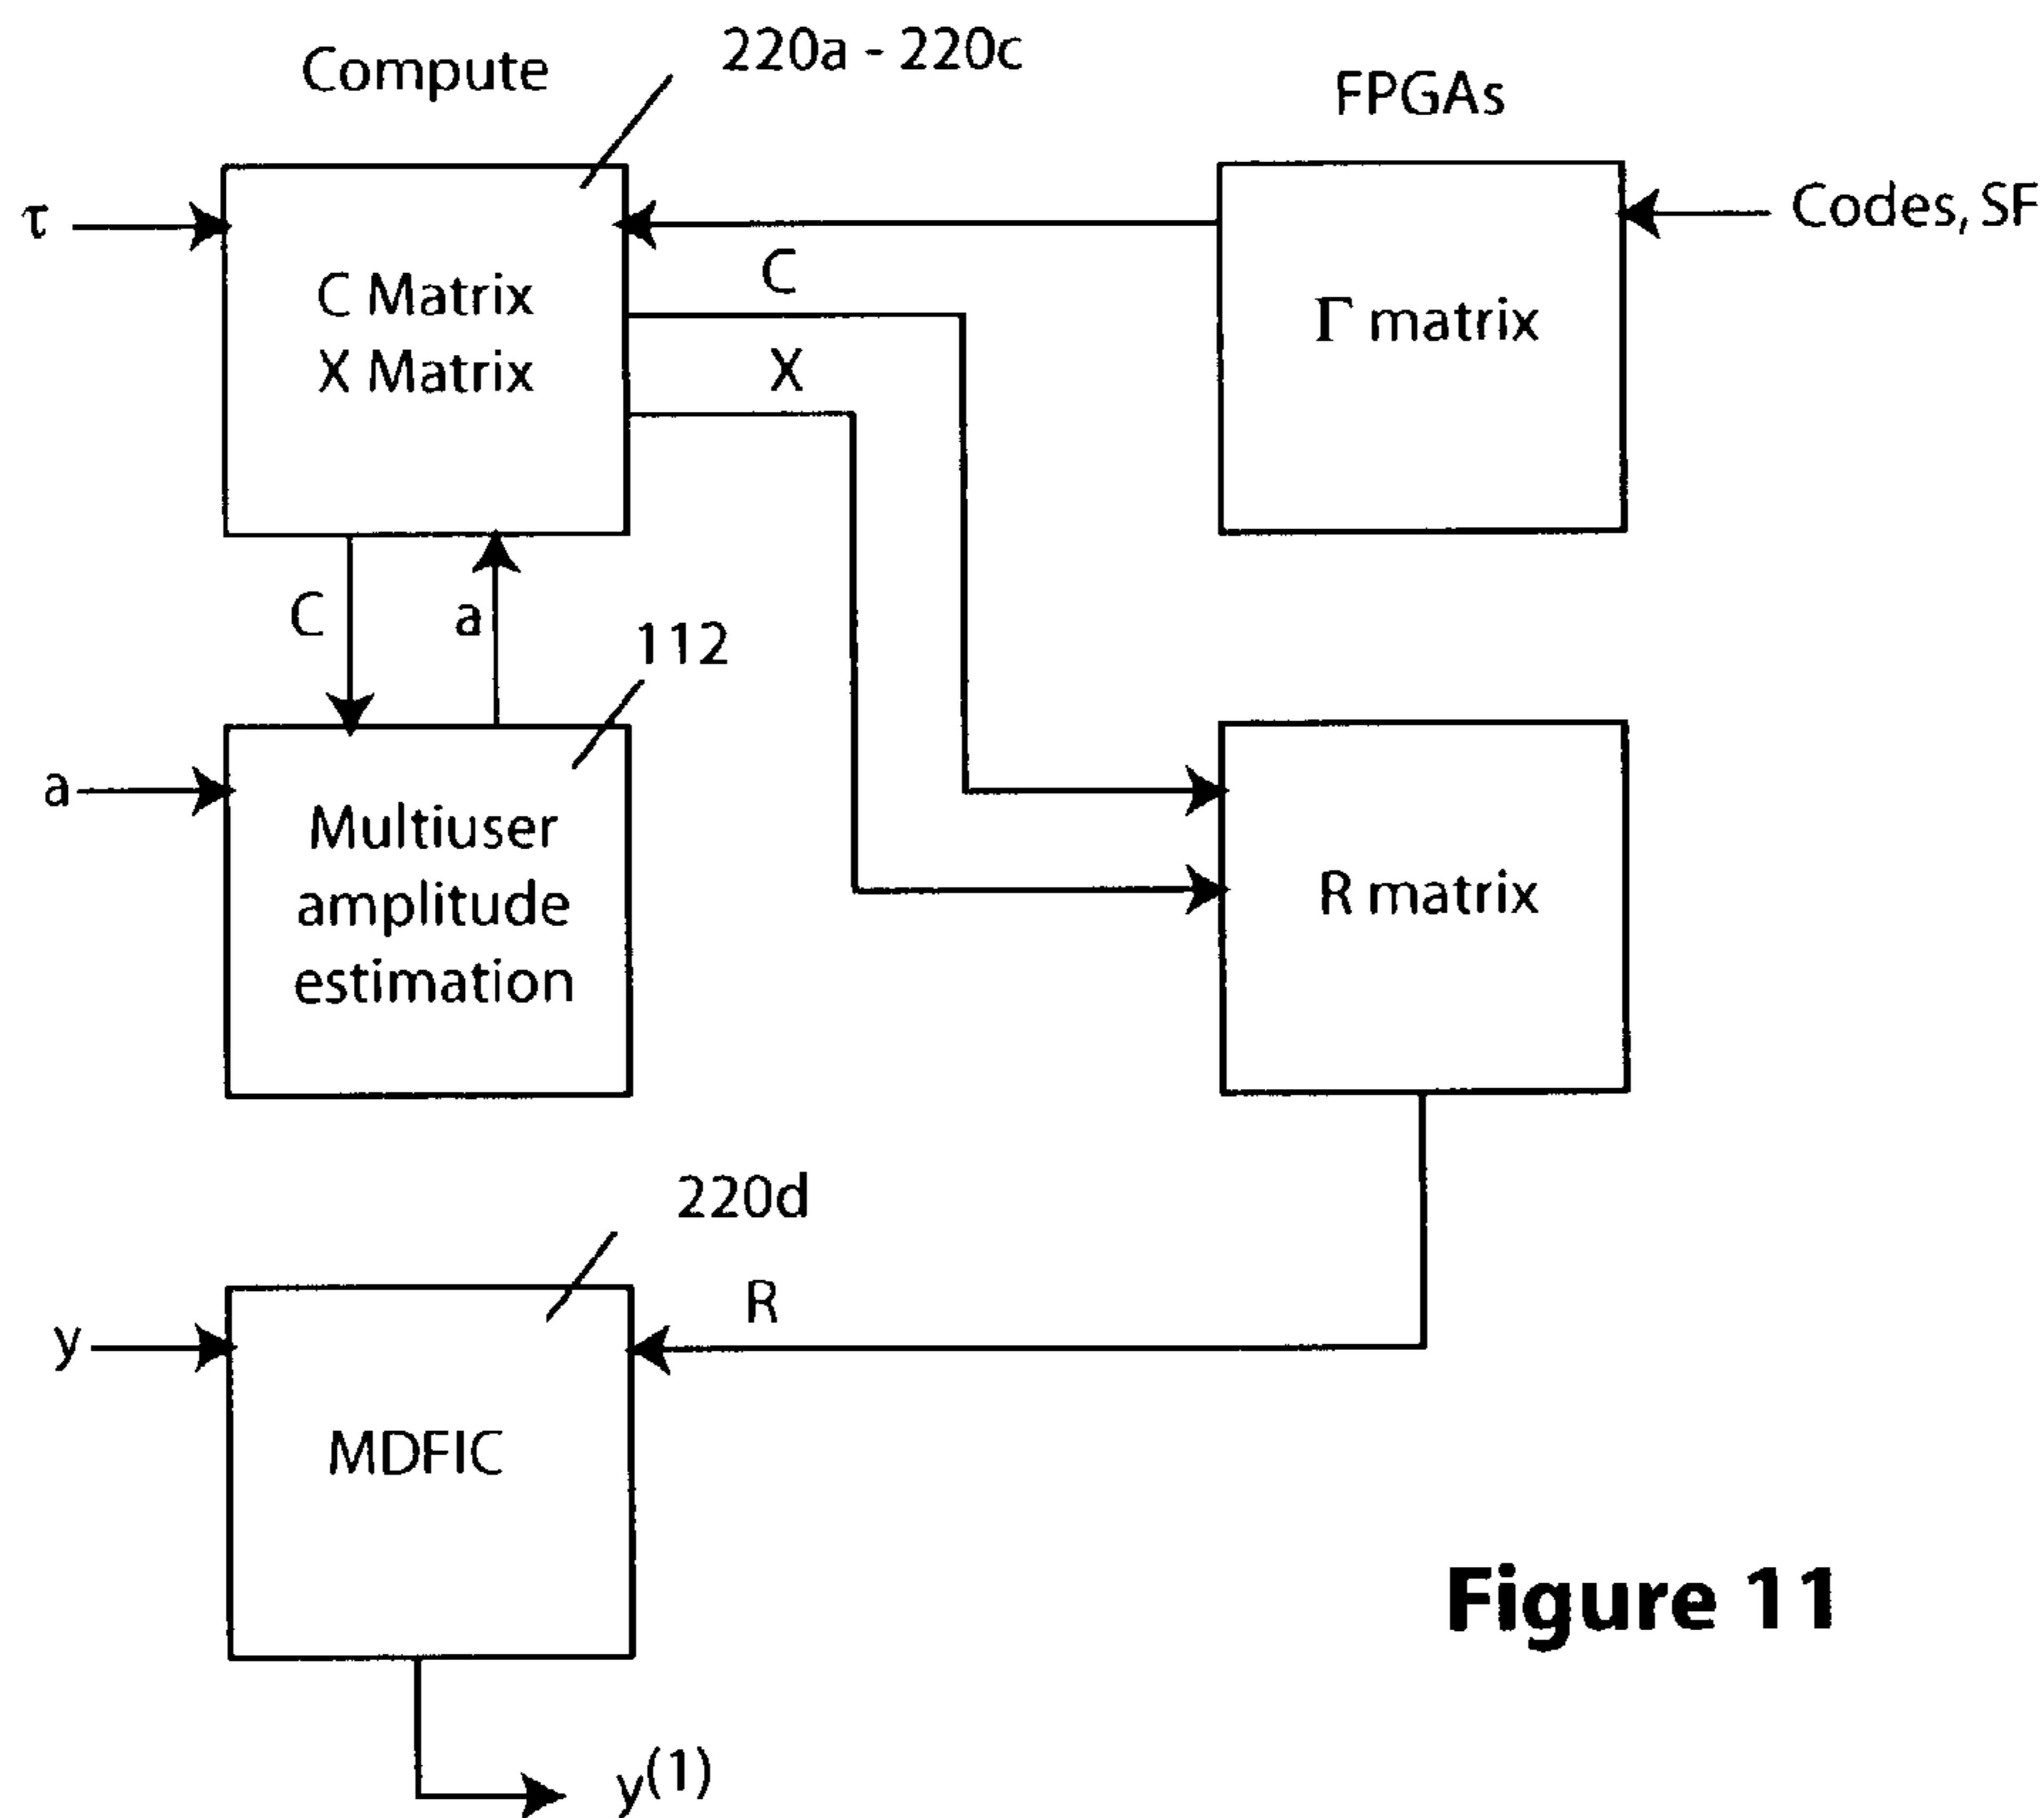 Compute
220a - 220c
FPGAs
τ
Codes, SF
C Matrix
X Matrix
C
X
Γ matrix
C
a
112
a
Multiuser
amplitude
estimation
R matrix
220d
R
y
MDFIC
Figure 11
y(1)